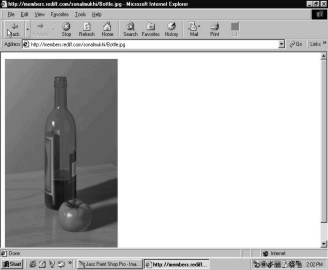 http://members.rediff.com/sonalmukhi/Bottle.jpg - Microsoft Internet Explorer
File Edit View Favorites Tools Help
Back Stop Refresh Home Search Favorites History Mail Print
Address http://members.rediff.com/sonalmukhi/Bottle.jpg Go Links »
Done Internet
Start Jasc Paint Shop Pro - Ima... http://members.rediff... 2:02 PM